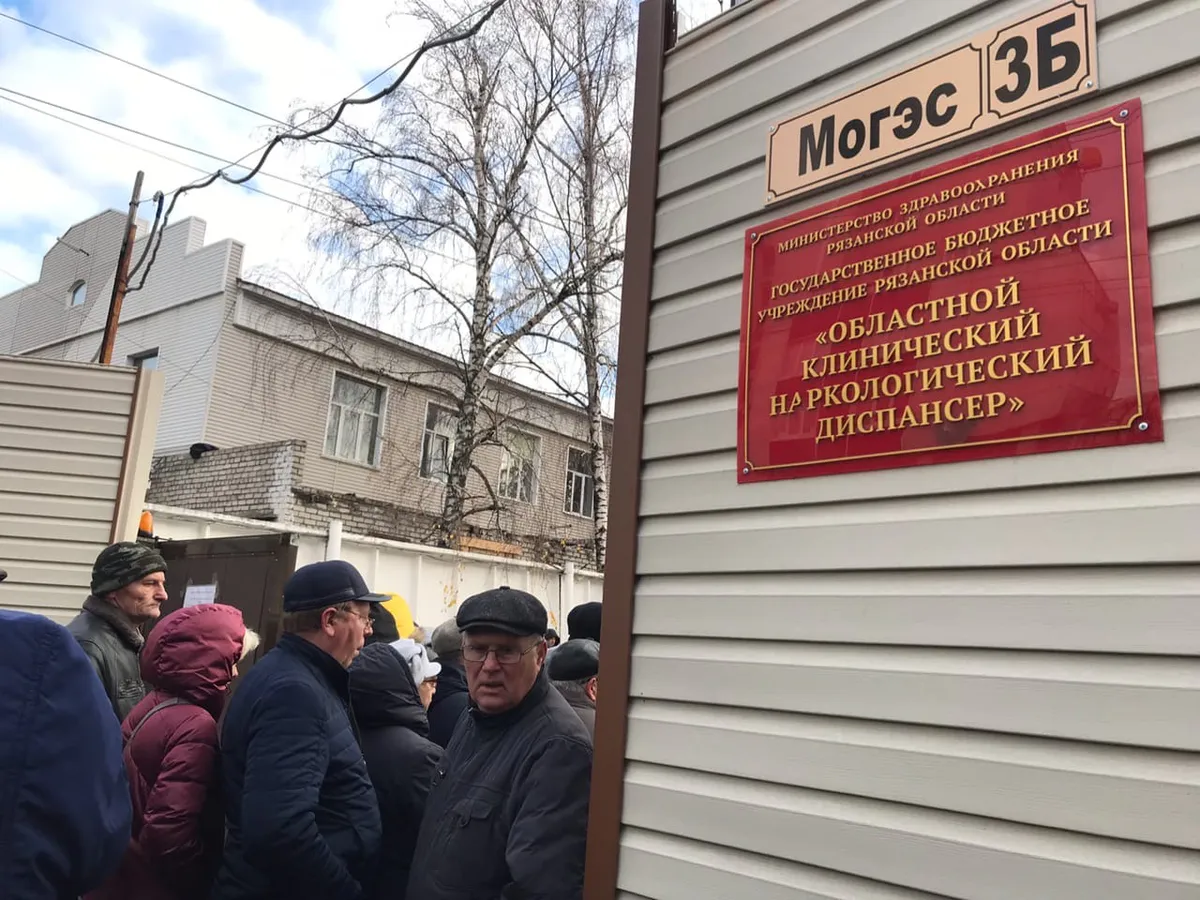 Могэс 3Б
МИНИСТЕРСТВО ЗДРАВООХРАНЕНИЯ
РЯЗАНСКОЙ ОБЛАСТИ
ГОСУДАРСТВЕННОЕ БЮДЖЕТНОЕ
УЧРЕЖДЕНИЕ РЯЗАНСКОЙ ОБЛАСТИ
«ОБЛАСТНОЙ
КЛИНИЧЕСКИЙ
НАРКОЛОГИЧЕСКИЙ
ДИСПАНСЕР»